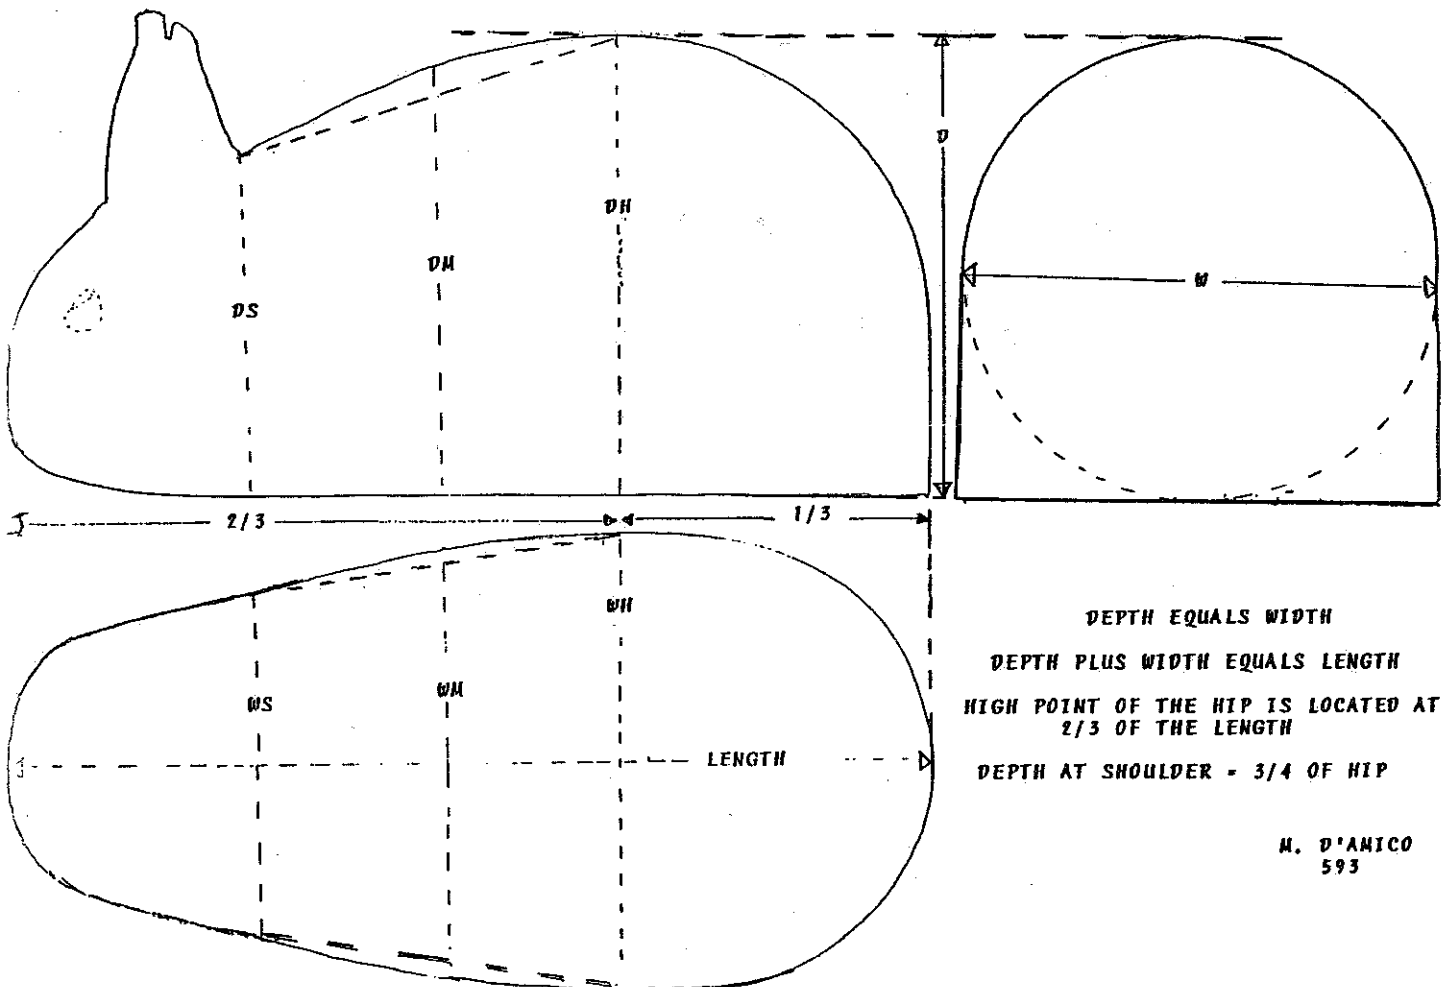 D
DH
DM
DS
W
2/3
1/3
WH
WM
WS
LENGTH
DEPTH EQUALS WIDTH
DEPTH PLUS WIDTH EQUALS LENGTH
HIGH POINT OF THE HIP IS LOCATED AT
2/3 OF THE LENGTH
DEPTH AT SHOULDER = 3/4 OF HIP
M. D'AMICO
593